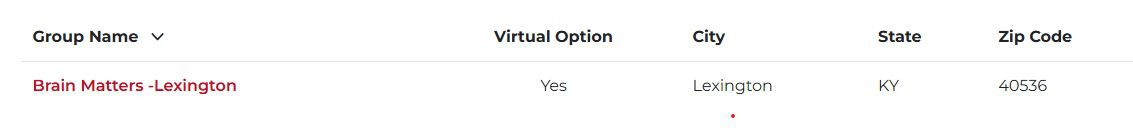 Group Name Virtual Option City State Zip Code
Brain Matters -Lexington Yes Lexington KY 40536